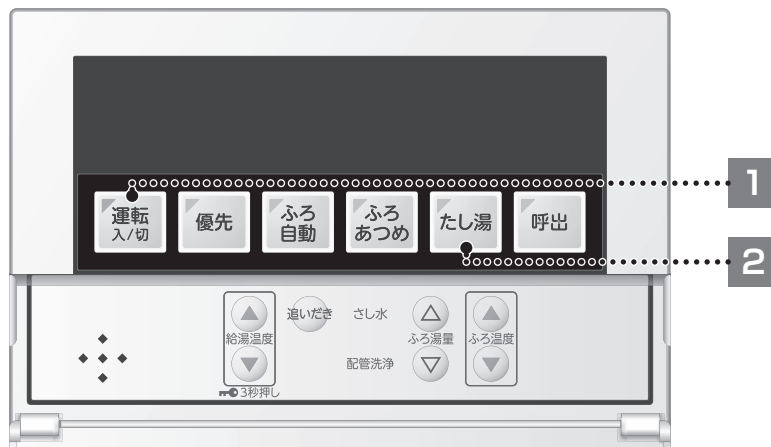 1
運転
入/切
優先
ふろ
自動
ふろ
あつめ
たし湯
呼出
2
給湯温度
3秒押し
追いだき
さし水
配管洗浄
ふろ湯量
ふろ温度